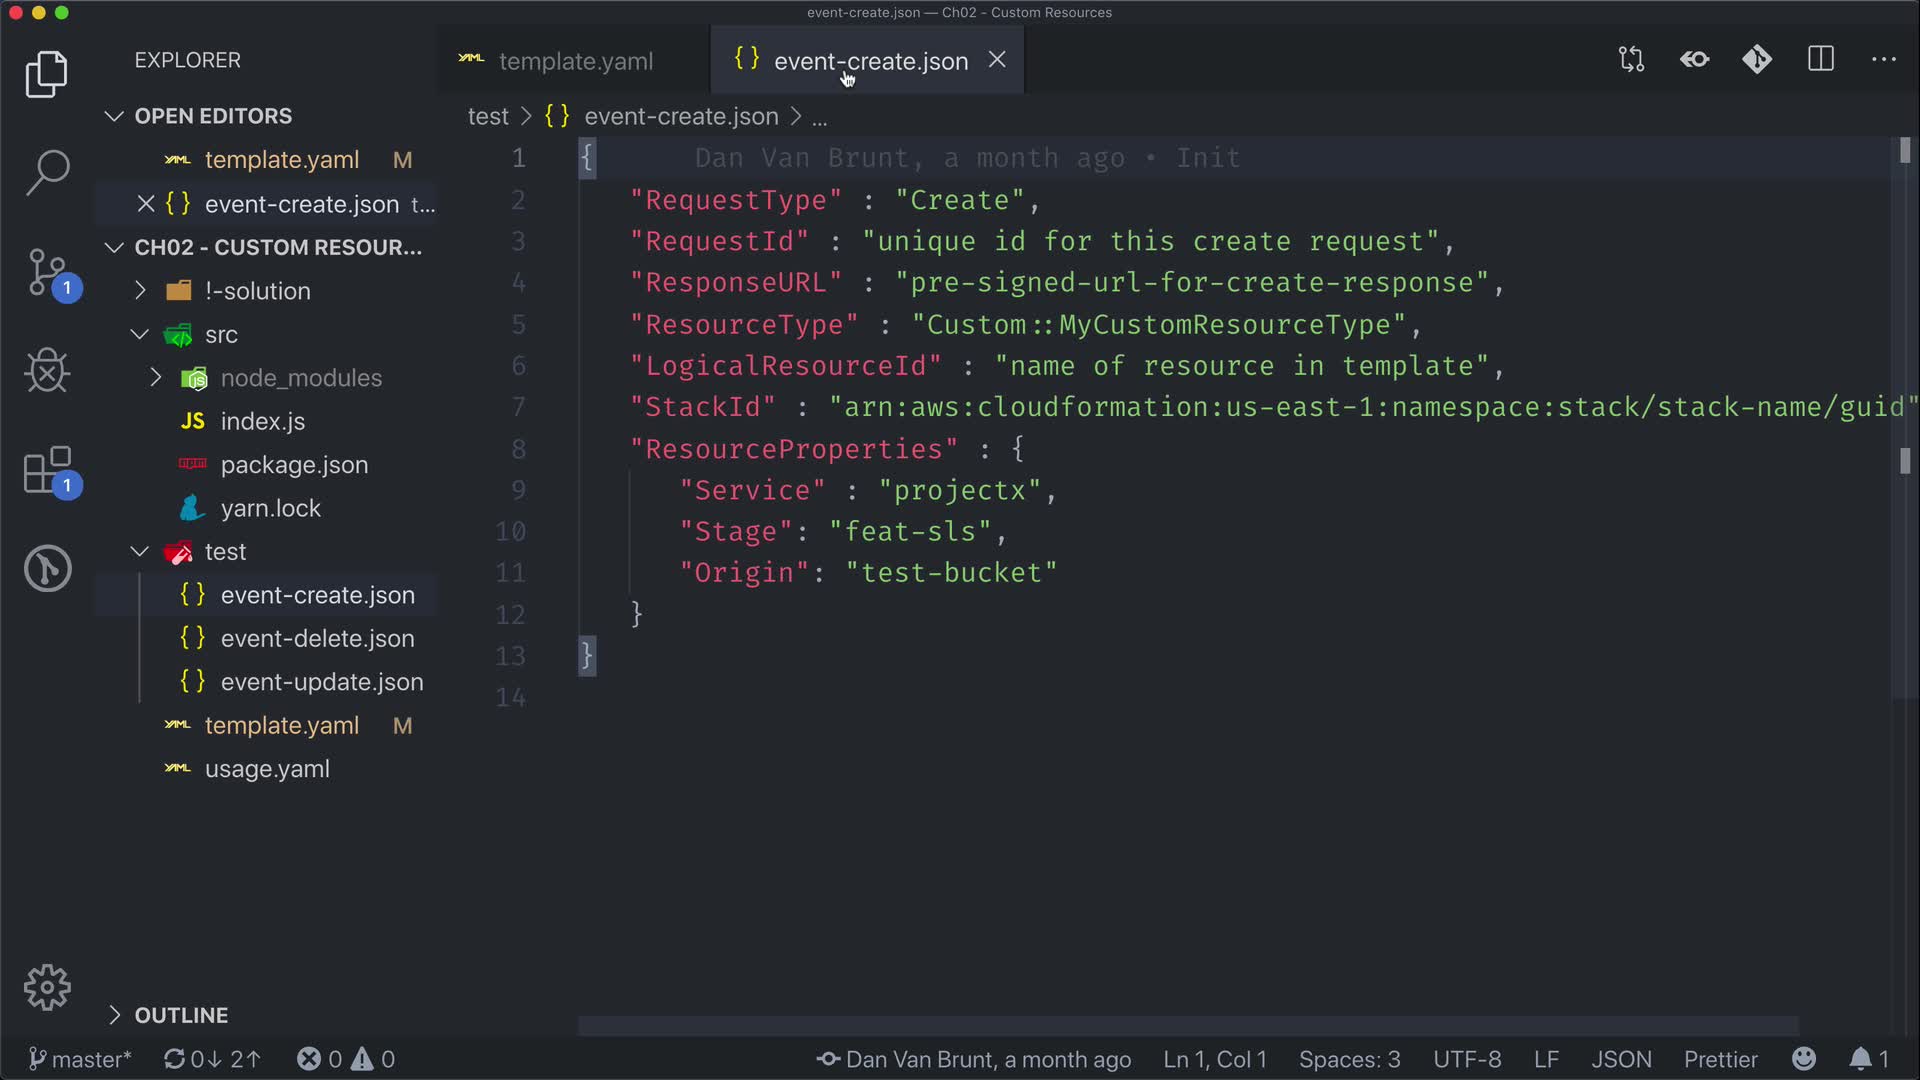 event-create.json — Ch02 - Custom Resources
EXPLORER
OPEN EDITORS
template.yaml M
event-create.json t...
CH02 - CUSTOM RESOUR...
!-solution
src
node_modules
JS index.js
npm package.json
yarn.lock
test
event-create.json
event-delete.json
event-update.json
YAML template.yaml M
YAML usage.yaml
OUTLINE
1
1
YAML template.yaml
{} event-create.json
test > {} event-create.json > ...
1 { Dan Van Brunt, a month ago • Init
2 "RequestType" : "Create",
3 "RequestId" : "unique id for this create request",
4 "ResponseURL" : "pre-signed-url-for-create-response",
5 "ResourceType" : "Custom::MyCustomResourceType",
6 "LogicalResourceId" : "name of resource in template",
7 "StackId" : "arn:aws:cloudformation:us-east-1:namespace:stack/stack-name/guid"
8 "ResourceProperties" : {
9 "Service" : "projectx",
10 "Stage": "feat-sls",
11 "Origin": "test-bucket"
12 }
13 }
14
master* 0↓ 2↑ 0 0 Dan Van Brunt, a month ago Ln 1, Col 1 Spaces: 3 UTF-8 LF JSON Prettier 1